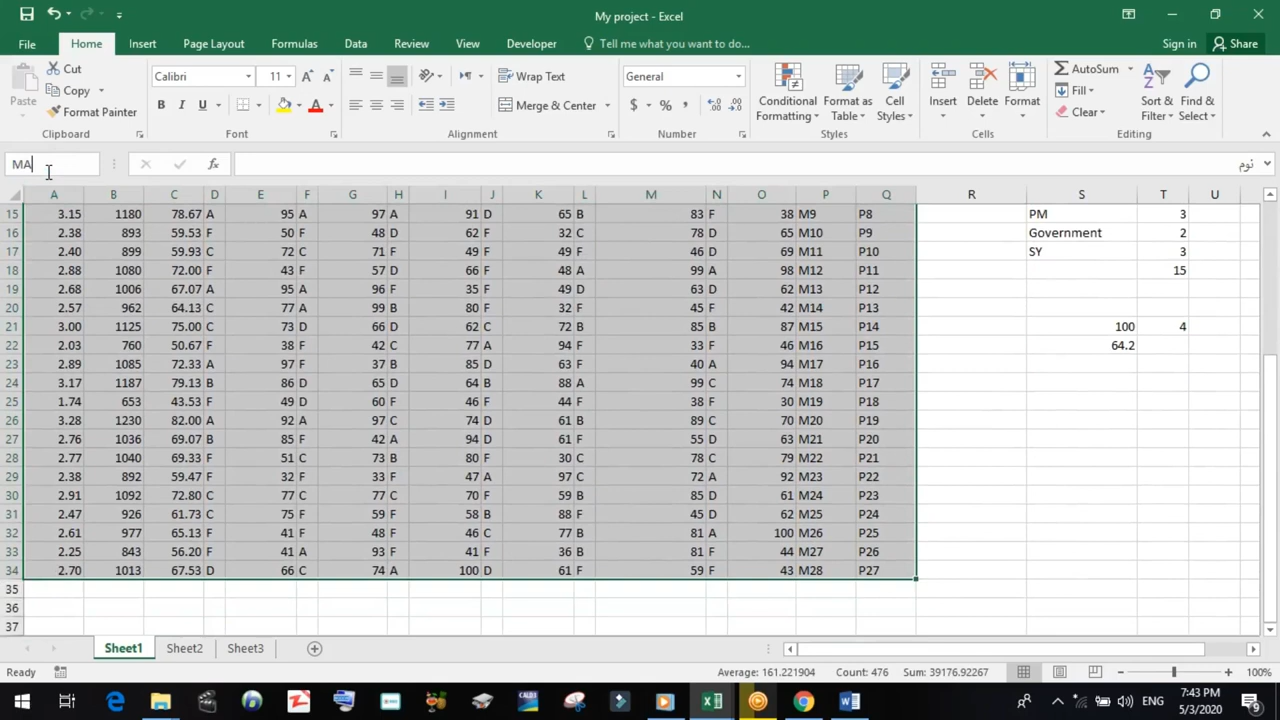 My project - Excel
File Home Insert Page Layout Formulas Data Review View Developer Tell me what you want to do... Sign in Share
Paste Cut Copy Format Painter
Calibri 11 A A B I U A
Wrap Text Merge & Center
General $ % ,
Conditional Formatting Format as Table Cell Styles
Insert Delete Format
AutoSum Fill Clear Sort & Filter Find & Select
Clipboard Font Alignment Number Styles Cells Editing
MA fx نوم
A B C D E F G H I J K L M N O P Q R S T U
15 3.15 1180 78.67 A 95 A 97 A 91 D 65 B 83 F 38 M9 P8 PM 3
16 2.38 893 59.53 F 50 F 48 D 62 F 32 C 78 D 65 M10 P9 Government 2
17 2.40 899 59.93 C 72 C 71 F 49 F 49 F 46 D 69 M11 P10 SY 3
18 2.88 1080 72.00 F 43 F 57 D 66 F 48 A 99 A 98 M12 P11 15
19 2.68 1006 67.07 A 95 A 96 F 35 F 49 D 63 D 62 M13 P12
20 2.57 962 64.13 C 77 A 99 B 80 F 32 F 45 F 42 M14 P13
21 3.00 1125 75.00 C 73 D 66 D 62 C 72 B 85 B 87 M15 P14 100 4
22 2.03 760 50.67 F 38 F 42 C 77 A 94 F 33 F 46 M16 P15 64.2
23 2.89 1085 72.33 A 97 F 37 B 85 D 63 F 40 A 94 M17 P16
24 3.17 1187 79.13 B 86 D 65 D 64 B 88 A 99 C 74 M18 P17
25 1.74 653 43.53 F 49 D 60 F 46 F 44 F 38 F 30 M19 P18
26 3.28 1230 82.00 A 92 A 97 C 74 D 61 B 89 C 70 M20 P19
27 2.76 1036 69.07 B 85 F 42 A 94 D 61 F 55 D 63 M21 P20
28 2.77 1040 69.33 F 51 C 73 B 80 F 30 C 78 C 79 M22 P21
29 2.38 892 59.47 F 32 F 33 F 47 A 97 C 72 A 92 M23 P22
30 2.91 1092 72.80 C 77 C 77 C 70 F 59 B 85 D 61 M24 P23
31 2.47 926 61.73 C 75 F 59 F 58 B 88 F 45 D 62 M25 P24
32 2.61 977 65.13 F 41 F 48 F 46 C 77 B 81 A 100 M26 P25
33 2.25 843 56.20 F 41 A 93 F 41 F 36 B 81 F 44 M27 P26
34 2.70 1013 67.53 D 66 C 74 A 100 D 61 F 59 F 43 M28 P27
35
36
37
Sheet1 Sheet2 Sheet3
Ready Average: 161.221904 Count: 476 Sum: 39176.92267 100%
CALDI 3 ENG 7:43 PM
5/3/2020 9